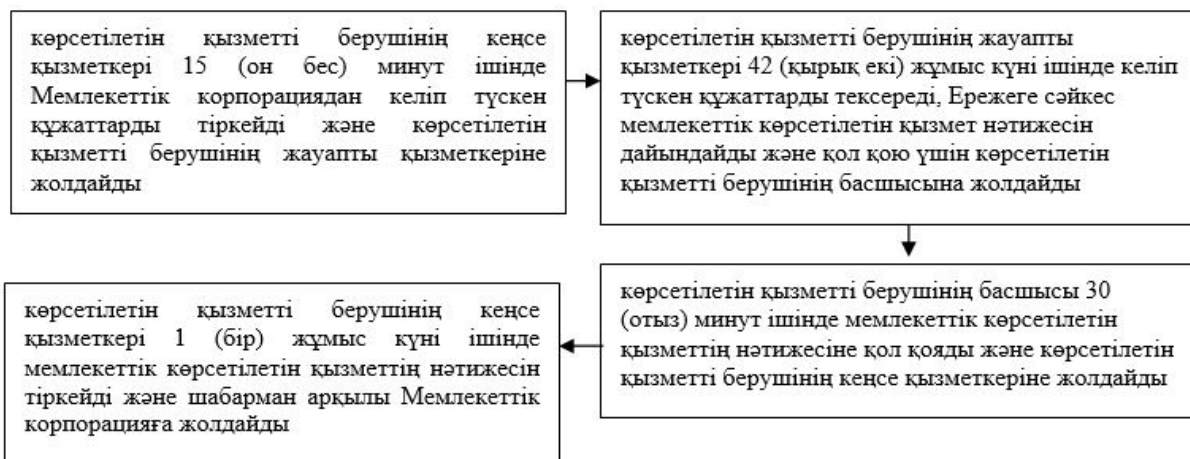 көрсетілетін қызметті берушінің кеңсе
қызметкері 15 (он бес) минут ішінде
Мемлекеттік корпорациядан келіп түскен
құжаттарды тіркейді және көрсетілетін
қызметті берушінің жауапты қызметкеріне
жолдайды
көрсетілетін қызметті берушінің жауапты
қызметкері 42 (қырық екі) жұмыс күні ішінде келіп
түскен құжаттарды тексереді, Ережеге сәйкес
мемлекеттік көрсетілетін қызмет нәтижесін
дайындайды және қол қою үшін көрсетілетін
қызметті берушінің басшысына жолдайды
көрсетілетін қызметті берушінің басшысы 30
(отыз) минут ішінде мемлекеттік көрсетілетін
қызметтің нәтижесіне қол қояды және көрсетілетін
қызметті берушінің кеңсе қызметкеріне жолдайды
көрсетілетін қызметті берушінің кеңсе
қызметкері 1 (бір) жұмыс күні ішінде
мемлекеттік көрсетілетін қызметтің нәтижесін
тіркейді және шабарман арқылы Мемлекеттік
корпорацияға жолдайды